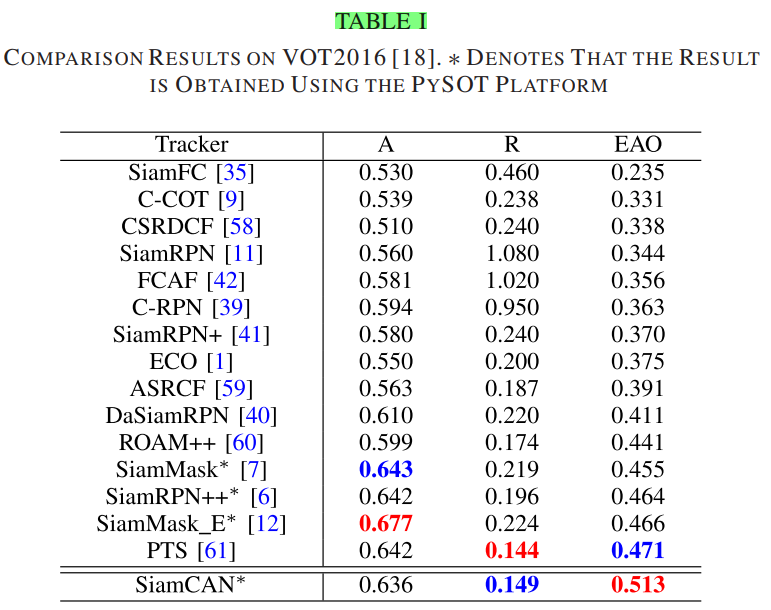 TABLE I
COMPARISON RESULTS ON VOT2016 [18]. ∗ DENOTES THAT THE RESULT
IS OBTAINED USING THE PYSOT PLATFORM
Tracker A R EAO
SiamFC [35] 0.530 0.460 0.235
C-COT [9] 0.539 0.238 0.331
CSRDCF [58] 0.510 0.240 0.338
SiamRPN [11] 0.560 1.080 0.344
FCAF [42] 0.581 1.020 0.356
C-RPN [39] 0.594 0.950 0.363
SiamRPN+ [41] 0.580 0.240 0.370
ECO [1] 0.550 0.200 0.375
ASRCF [59] 0.563 0.187 0.391
DaSiamRPN [40] 0.610 0.220 0.411
ROAM++ [60] 0.599 0.174 0.441
SiamMask∗ [7] 0.643 0.219 0.455
SiamRPN++∗ [6] 0.642 0.196 0.464
SiamMask_E∗ [12] 0.677 0.224 0.466
PTS [61] 0.642 0.144 0.471
SiamCAN∗ 0.636 0.149 0.513